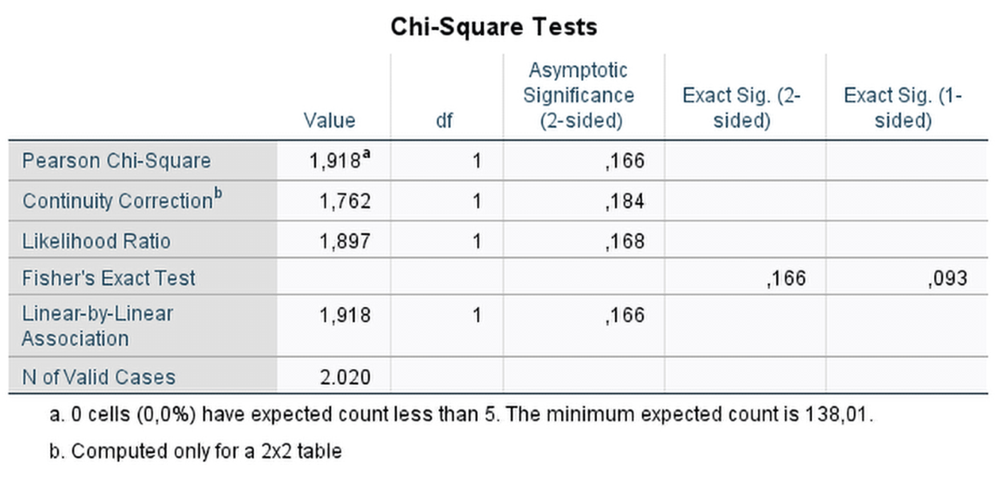 Chi-Square Tests
Value df Asymptotic Significance (2-sided) Exact Sig. (2-sided) Exact Sig. (1-sided)
Pearson Chi-Square 1,918a 1 ,166
Continuity Correctionb 1,762 1 ,184
Likelihood Ratio 1,897 1 ,168
Fisher's Exact Test ,166 ,093
Linear-by-Linear Association 1,918 1 ,166
N of Valid Cases 2.020
a. 0 cells (0,0%) have expected count less than 5. The minimum expected count is 138,01.
b. Computed only for a 2x2 table